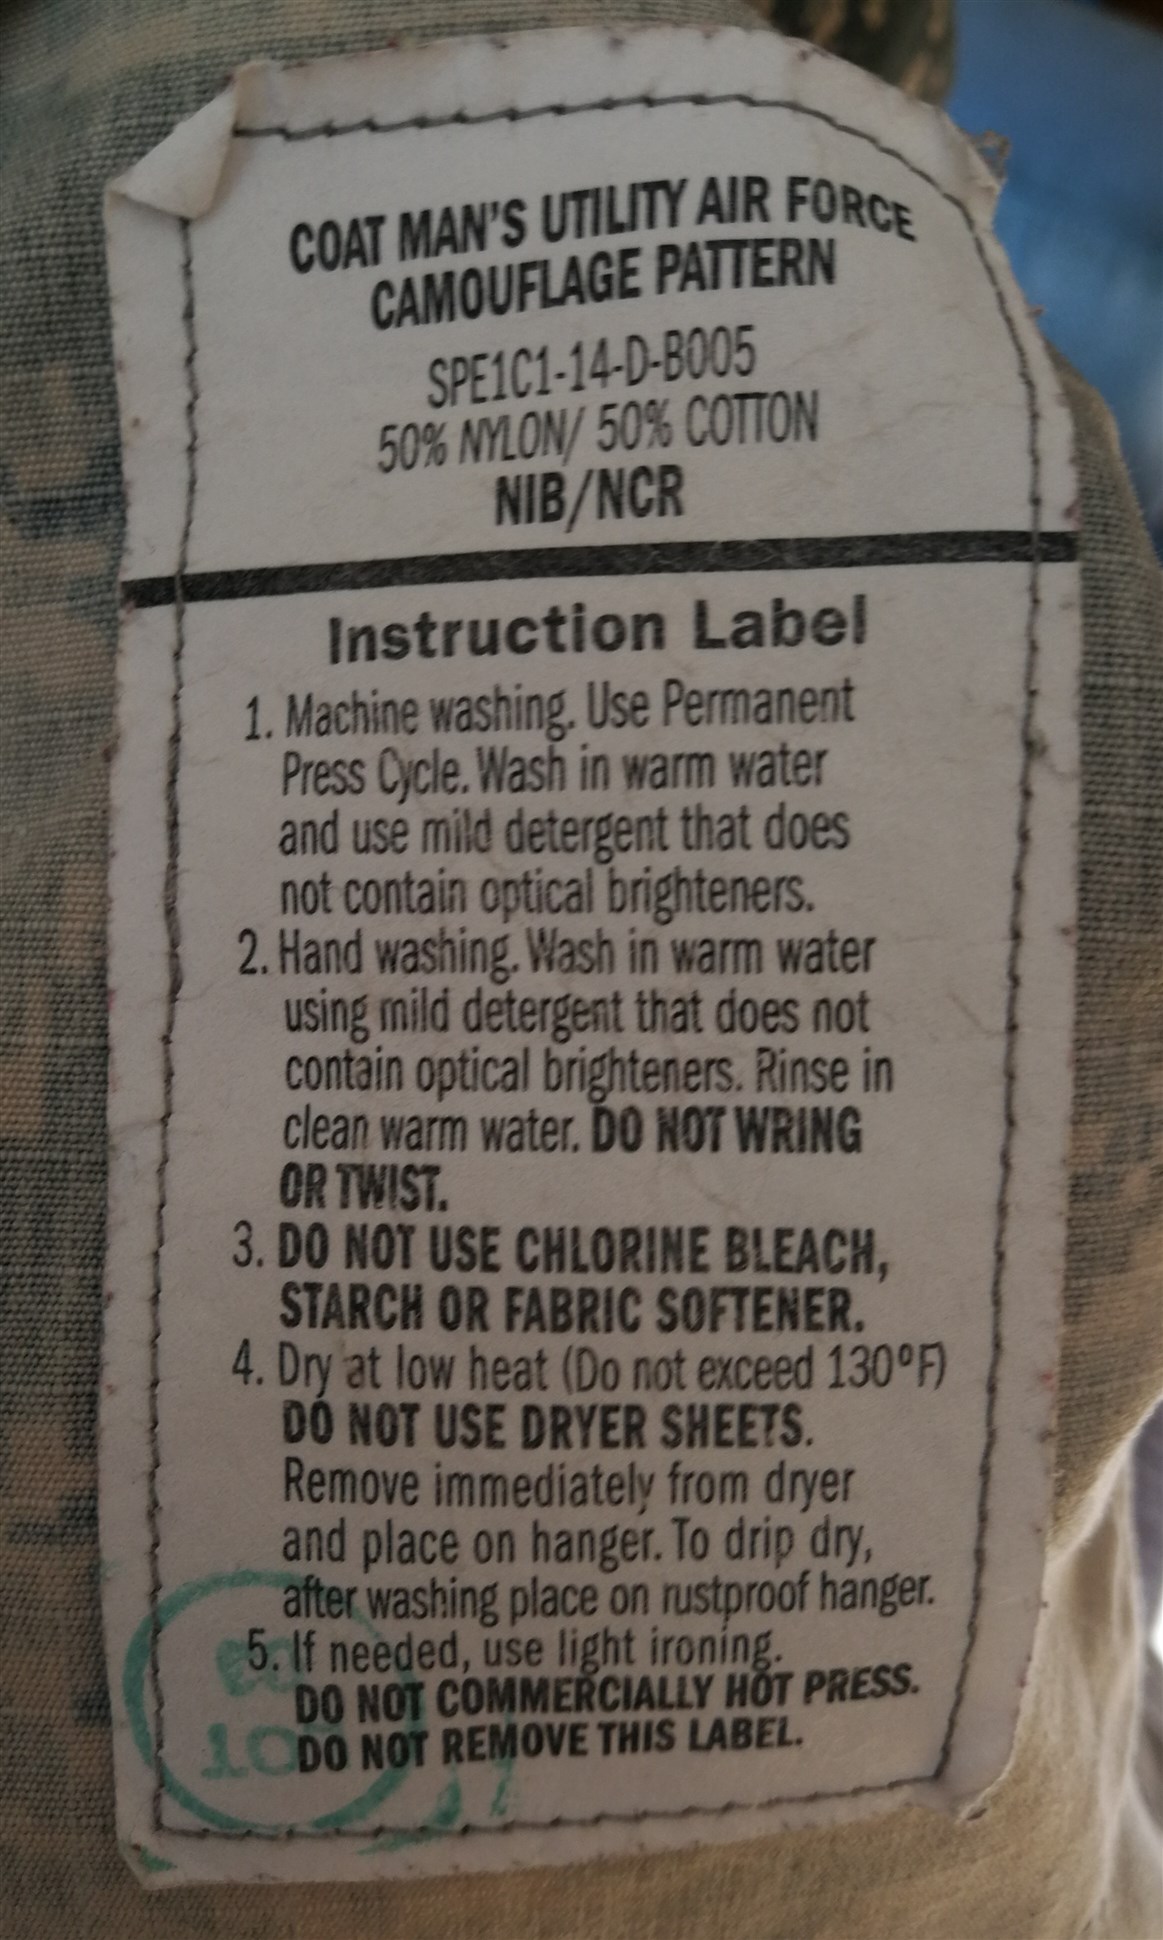 COAT MAN'S UTILITY AIR FORCE
CAMOUFLAGE PATTERN
SPE1C1-14-D-B005
50% NYLON/ 50% COTTON
NIB/NCR
Instruction Label
1. Machine washing. Use Permanent
Press Cycle. Wash in warm water
and use mild detergent that does
not contain optical brighteners.
2. Hand washing. Wash in warm water
using mild detergent that does not
contain optical brighteners. Rinse in
clean warm water. DO NOT WRING
OR TWIST.
3. DO NOT USE CHLORINE BLEACH,
STARCH OR FABRIC SOFTENER.
4. Dry at low heat (Do not exceed 130°F)
DO NOT USE DRYER SHEETS.
Remove immediately from dryer
and place on hanger. To drip dry,
after washing place on rustproof hanger.
5. If needed, use light ironing.
DO NOT COMMERCIALLY HOT PRESS.
DO NOT REMOVE THIS LABEL.